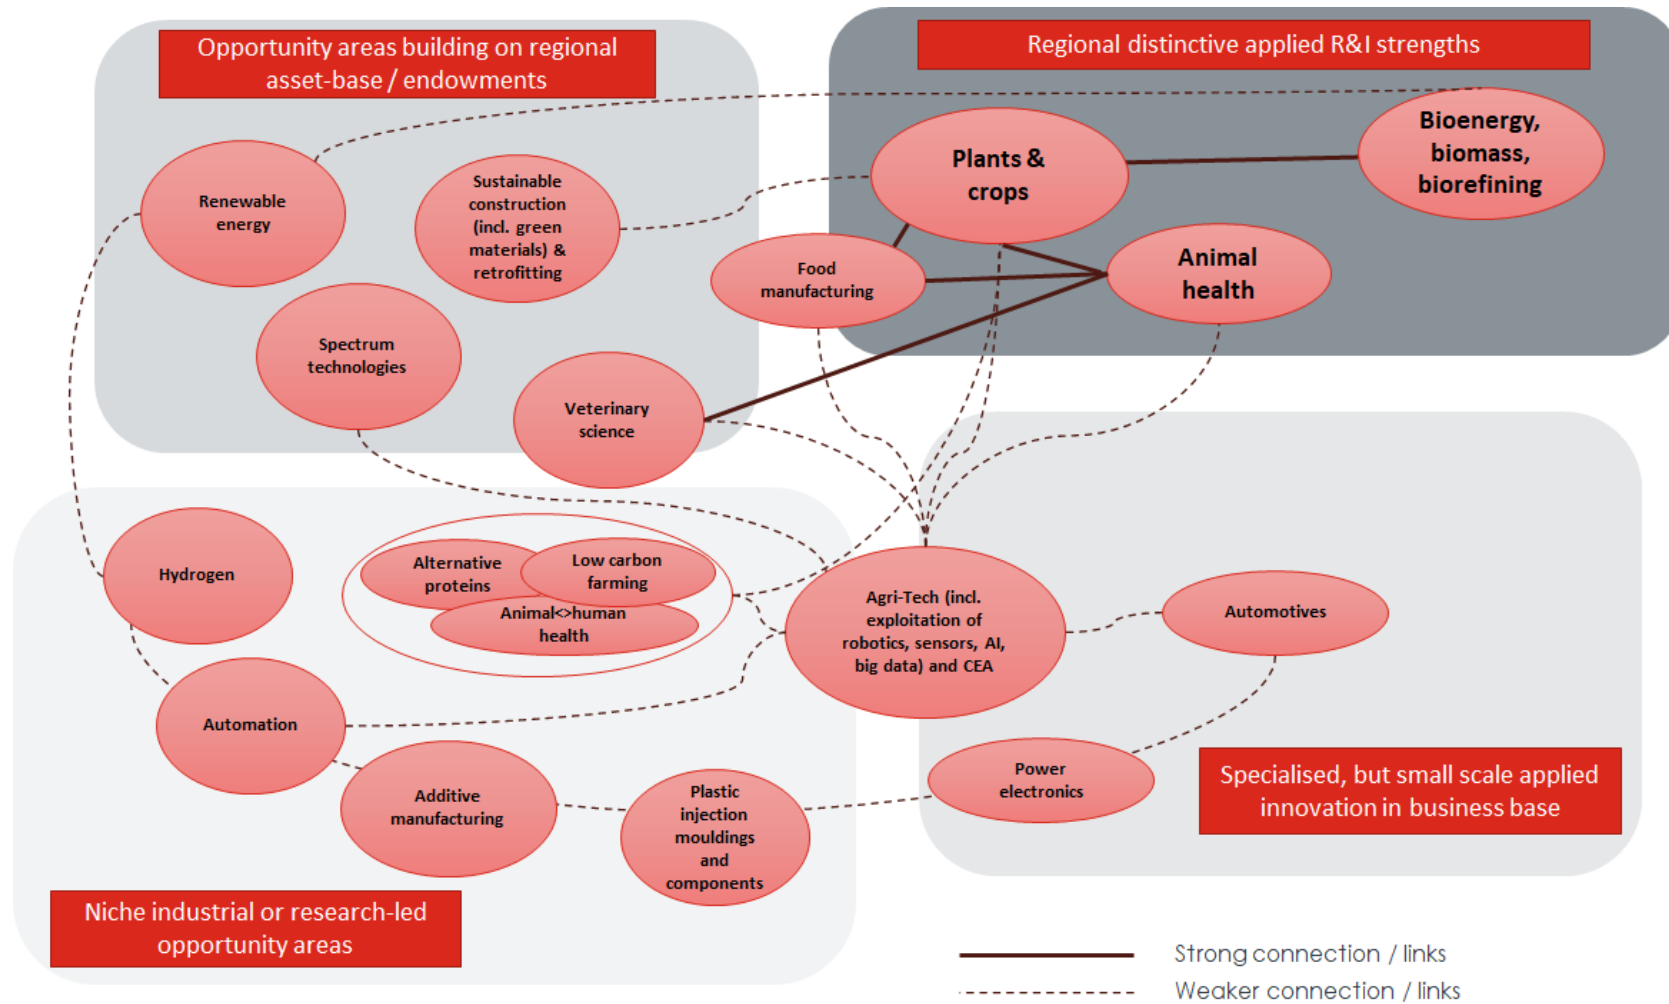 Opportunity areas building on regional
asset-base / endowments
Regional distinctive applied R&I strengths
Renewable
energy
Sustainable
construction
(incl. green
materials) &
retrofitting
Plants &
crops
Bioenergy,
biomass,
biorefining
Food
manufacturing
Animal
health
Spectrum
technologies
Veterinary
science
Hydrogen
Alternative
proteins
Low carbon
farming
Animal<>human
health
Agri-Tech (incl.
exploitation of
robotics, sensors, AI,
big data) and CEA
Automotives
Automation
Additive
manufacturing
Plastic
injection
mouldings
and
components
Power
electronics
Specialised, but small scale applied
innovation in business base
Niche industrial or research-led
opportunity areas
Strong connection / links
Weaker connection / links